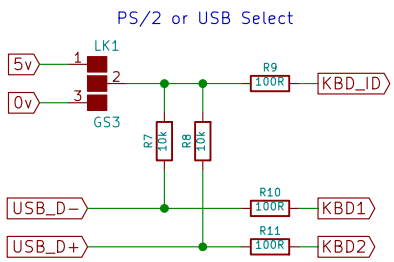 PS/2 or USB Select
LK1
5v
1
2
0v
3
GS3
R9
100R
KBD_ID
R7
10k
R8
10k
USB_D-
R10
100R
KBD1
USB_D+
R11
100R
KBD2